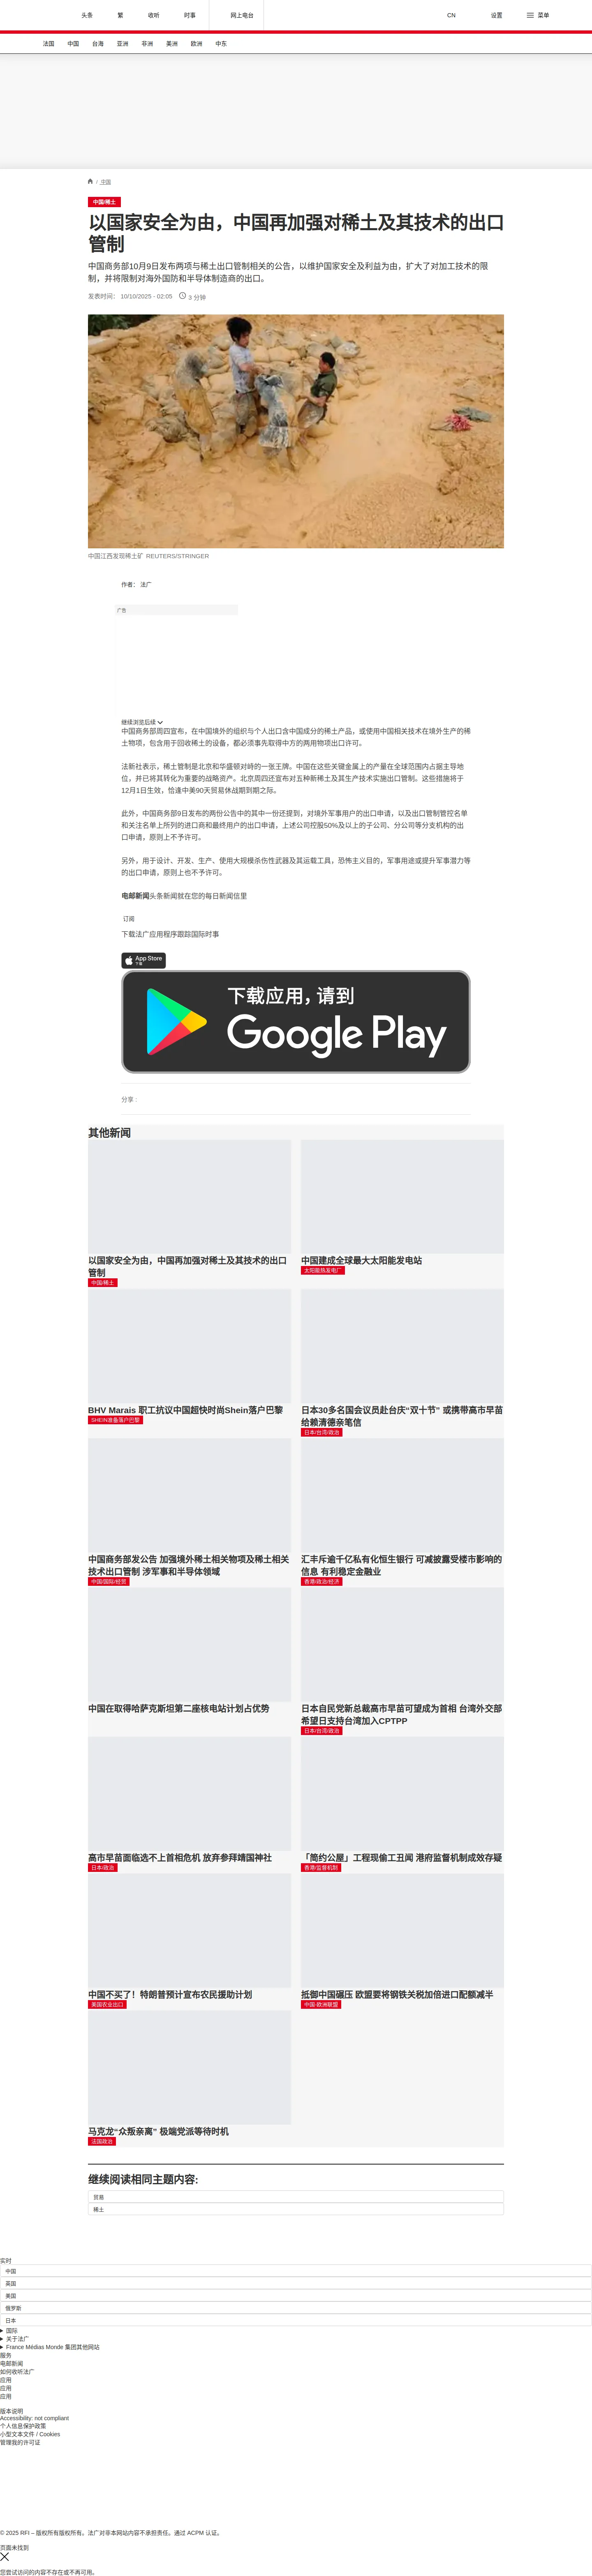 头条
繁
收听
时事
网上电台
CN
设置
菜单
法国
中国
台海
亚洲
非洲
美洲
欧洲
中东
/ 中国
中国/稀土
以国家安全为由，中国再加强对稀土及其技术的出口
管制
中国商务部10月9日发布两项与稀土出口管制相关的公告，以维护国家安全及利益为由，扩大了对加工技术的限
制，并将限制对海外国防和半导体制造商的出口。
发表时间： 10/10/2025 - 02:05
3 分钟
中国江西发现稀土矿 REUTERS/STRINGER
作者： 法广
广告
继续浏览后续
中国商务部周四宣布，在中国境外的组织与个人出口含中国成分的稀土产品，或使用中国相关技术在境外生产的稀
土物项，包含用于回收稀土的设备，都必须事先取得中方的两用物项出口许可。
法新社表示，稀土管制是北京和华盛顿对峙的一张王牌。中国在这些关键金属上的产量在全球范围内占据主导地
位，并已将其转化为重要的战略资产。北京周四还宣布对五种新稀土及其生产技术实施出口管制。这些措施将于
12月1日生效，恰逢中美90天贸易休战期到期之际。
此外，中国商务部9日发布的两份公告中的其中一份还提到，对境外军事用户的出口申请，以及出口管制管控名单
和关注名单上所列的进口商和最终用户的出口申请，上述公司控股50%及以上的子公司、分公司等分支机构的出
口申请，原则上不予许可。
另外，用于设计、开发、生产、使用大规模杀伤性武器及其运载工具，恐怖主义目的，军事用途或提升军事潜力等
的出口申请，原则上也不予许可。
电邮新闻头条新闻就在您的每日新闻信里
订阅
下载法广应用程序跟踪国际时事
App Store
下载
下载应用，请到
Google Play
分享 :
其他新闻
以国家安全为由，中国再加强对稀土及其技术的出口
管制
中国/稀土
中国建成全球最大太阳能发电站
太阳能热发电厂
BHV Marais 职工抗议中国超快时尚Shein落户巴黎
SHEIN准备落户巴黎
日本30多名国会议员赴台庆“双十节” 或携带高市早苗
给赖清德亲笔信
日本/台湾/政治
中国商务部发公告 加强境外稀土相关物项及稀土相关
技术出口管制 涉军事和半导体领域
中国/国际/经贸
汇丰斥逾千亿私有化恒生银行 可减披露受楼市影响的
信息 有利稳定金融业
香港/政治/经济
中国在取得哈萨克斯坦第二座核电站计划占优势
日本自民党新总裁高市早苗可望成为首相 台湾外交部
希望日支持台湾加入CPTPP
日本/台湾/政治
高市早苗面临选不上首相危机 放弃参拜靖国神社
日本/政治
「简约公屋」工程现偷工丑闻 港府监督机制成效存疑
香港/监督机制
中国不买了！特朗普预计宣布农民援助计划
美国农业出口
抵御中国碾压 欧盟要将钢铁关税加倍进口配额减半
中国-欧洲联盟
马克龙“众叛亲离” 极端党派等待时机
法国政治
继续阅读相同主题内容:
贸易
稀土
实时
中国
英国
美国
俄罗斯
日本
国际
关于法广
France Médias Monde 集团其他网站
服务
电邮新闻
如何收听法广
应用
应用
应用
版本说明
Accessibility: not compliant
个人信息保护政策
小型文本文件 / Cookies
管理我的许可证
© 2025 RFI – 版权所有版权所有。法广对非本网站内容不承担责任。通过 ACPM 认证。
页面未找到
您尝试访问的内容不存在或不再可用。